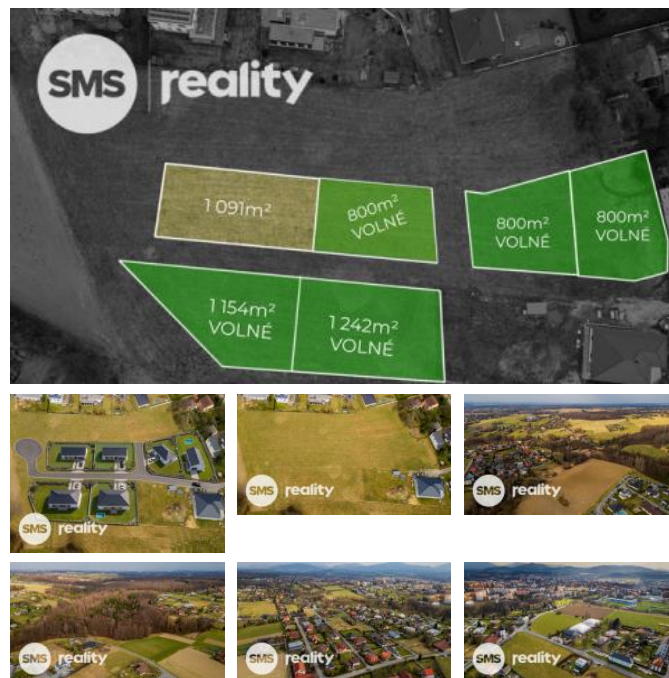 SMS reality
1 091m²
800m²
VOLNÉ
800m²
VOLNÉ
800m²
VOLNÉ
1 154m²
VOLNÉ
1 242m²
VOLNÉ
SMS reality
SMS reality
SMS reality
SMS reality
SMS reality
SMS reality